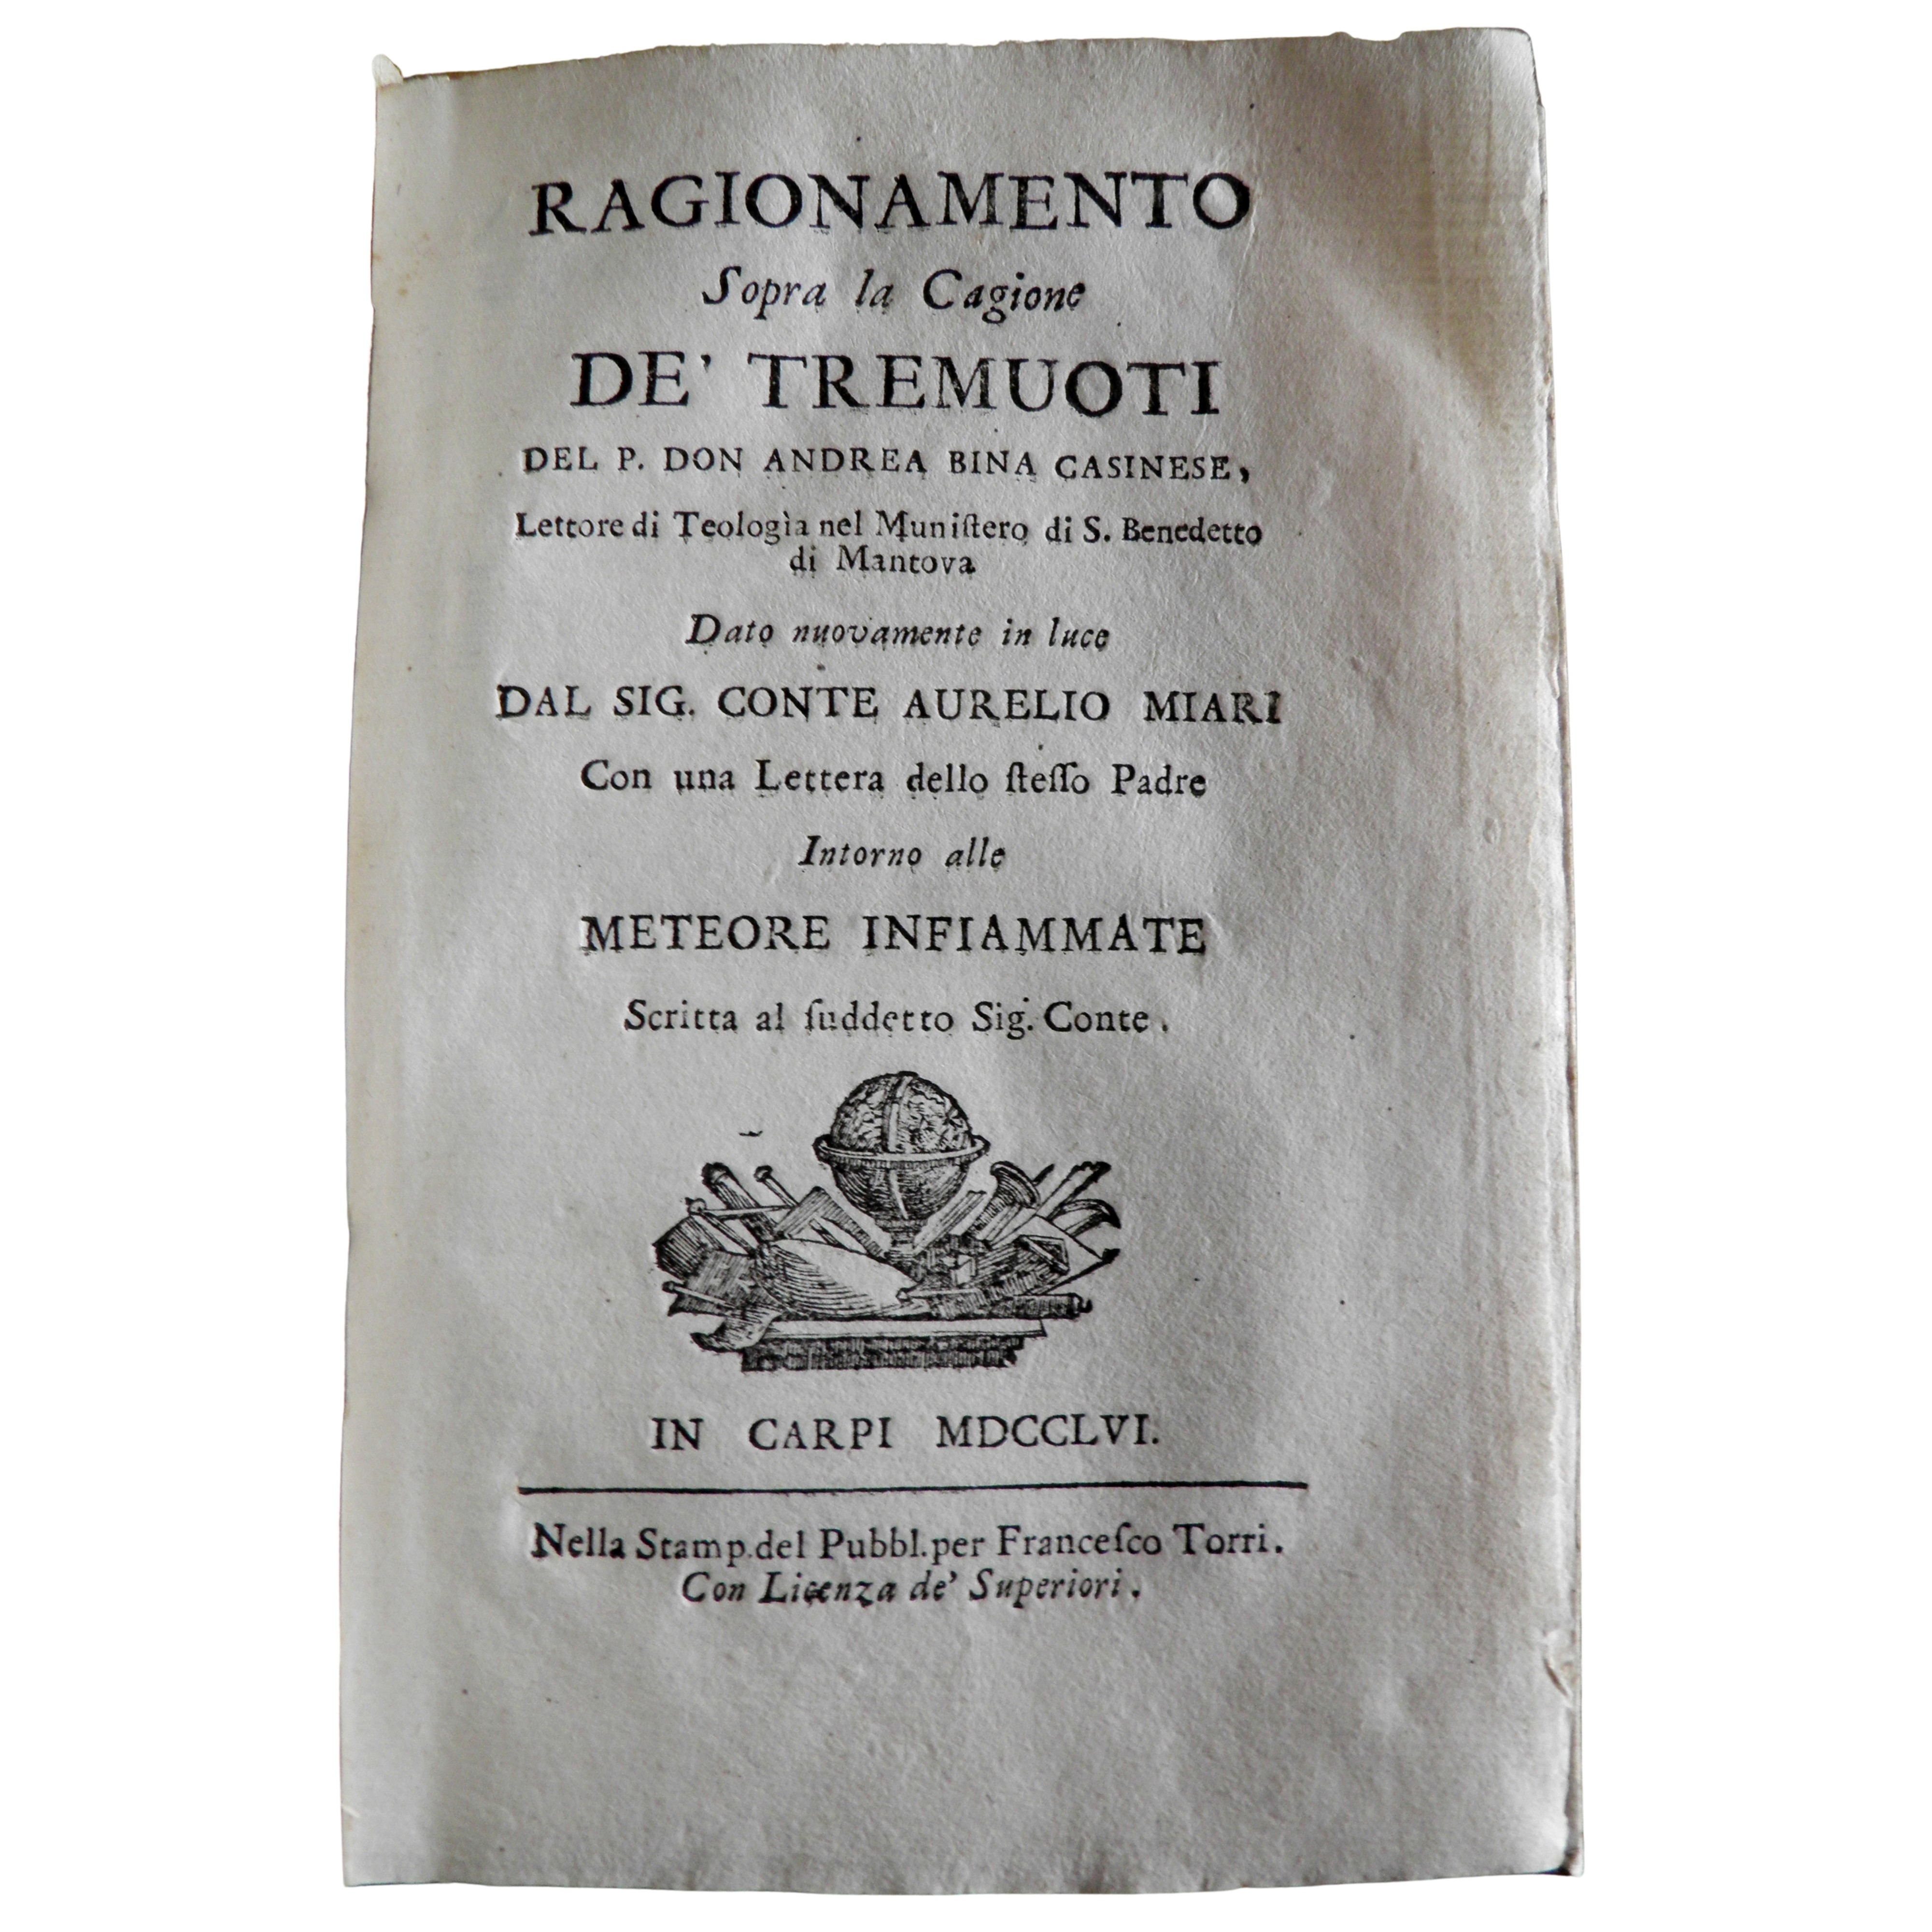 RAGIONAMENTO
Sopra la Cagione
DE' TREMUOTI
DEL P. DON ANDREA BINA CASINESE,
Lettore di Teologìa nel Muniſtero di S. Benedetto
di Mantova
Dato nuovamente in luce
DAL SIG. CONTE AURELIO MIARI
Con una Lettera dello ſteſſo Padre
Intorno alle
METEORE INFIAMMATE
Scritta al ſuddetto Sig. Conte.
IN CARPI MDCCLVI.
Nella Stamp. del Pubbl. per Franceſco Torri.
Con Licenza de' Superiori.